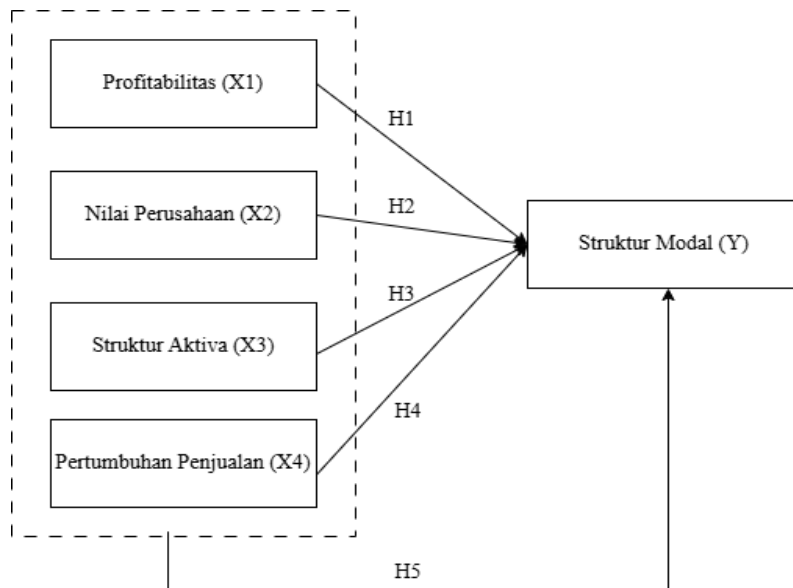 Profitabilitas (X1)
H1
Nilai Perusahaan (X2)
H2
Struktur Modal (Y)
H3
Struktur Aktiva (X3)
H4
Pertumbuhan Penjualan (X4)
H5